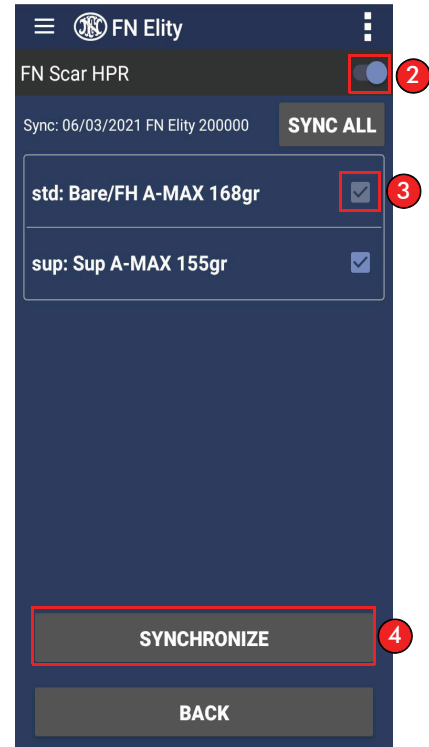 FN Elity
FN Scar HPR
2
Sync: 06/03/2021 FN Elity 200000
SYNC ALL
std: Bare/FH A-MAX 168gr
3
sup: Sup A-MAX 155gr
SYNCHRONIZE
4
BACK